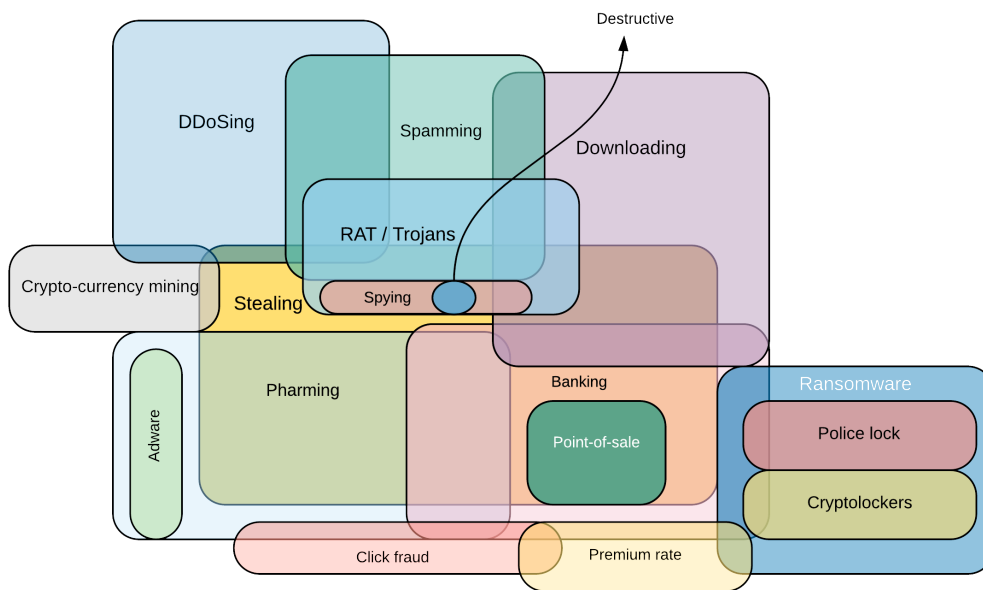 Destructive
DDoSing
Spamming
Downloading
RAT / Trojans
Crypto-currency mining
Spying
Stealing
Banking
Ransomware
Pharming
Adware
Police lock
Point-of-sale
Cryptolockers
Click fraud
Premium rate